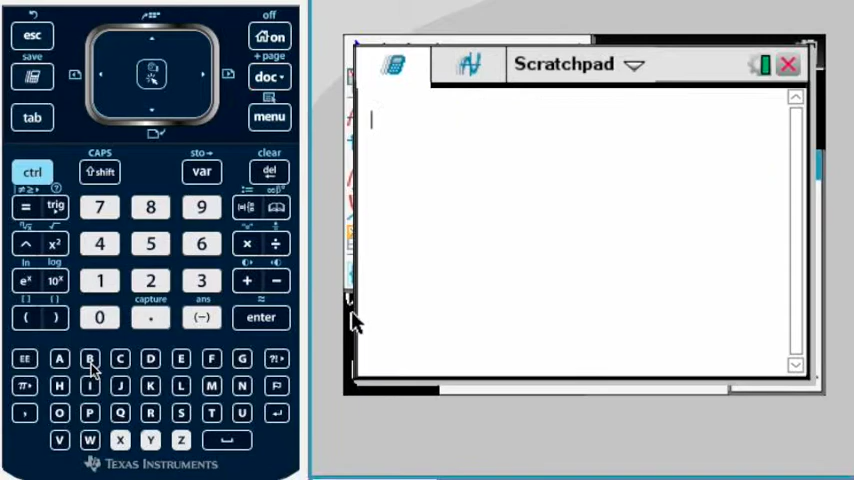 off
esc
on
save
+ page
doc
tab
menu
CAPS
sto→
clear
ctrl
⇧shift
var
del
|≠≥>
:=
∞β°
=
trig
7
8
9
ⁿ√x
√
^
x²
4
5
6
×
÷
ln
log
eˣ
10ˣ
1
2
3
+
−
[ ]
{ }
capture
ans
≈
(
)
0
.
(−)
enter
EE
A
B
C
D
E
F
G
?!▸
π▸
H
I
J
K
L
M
N
,
O
P
Q
R
S
T
U
V
W
X
Y
Z
TEXAS INSTRUMENTS
Scratchpad